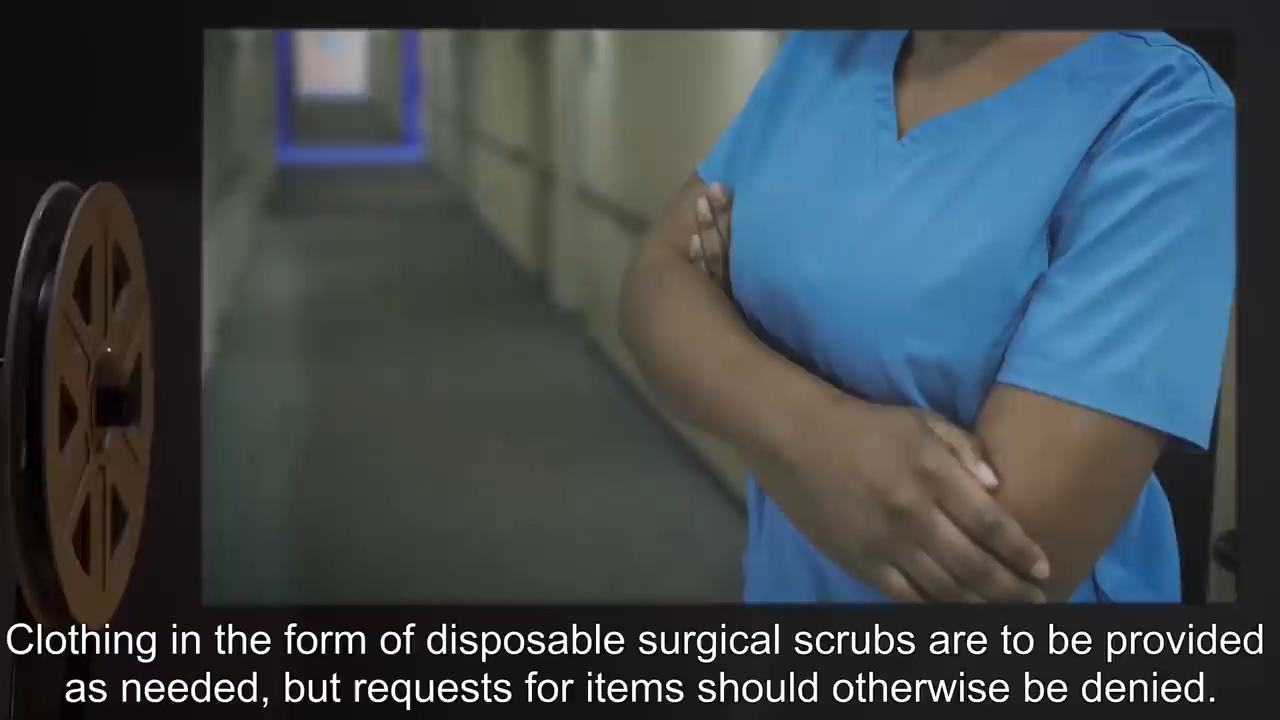 Clothing in the form of disposable surgical scrubs are to be provided
as needed, but requests for items should otherwise be denied.